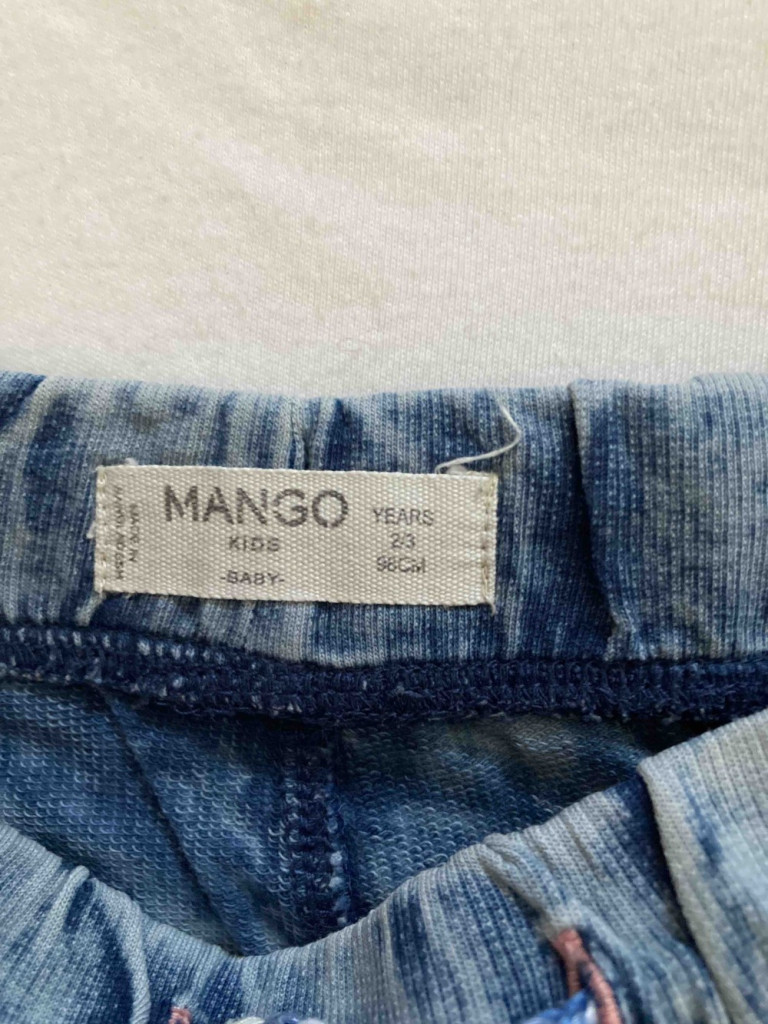 MANGO
KIDS
-BABY-
YEARS
2/3
98CM